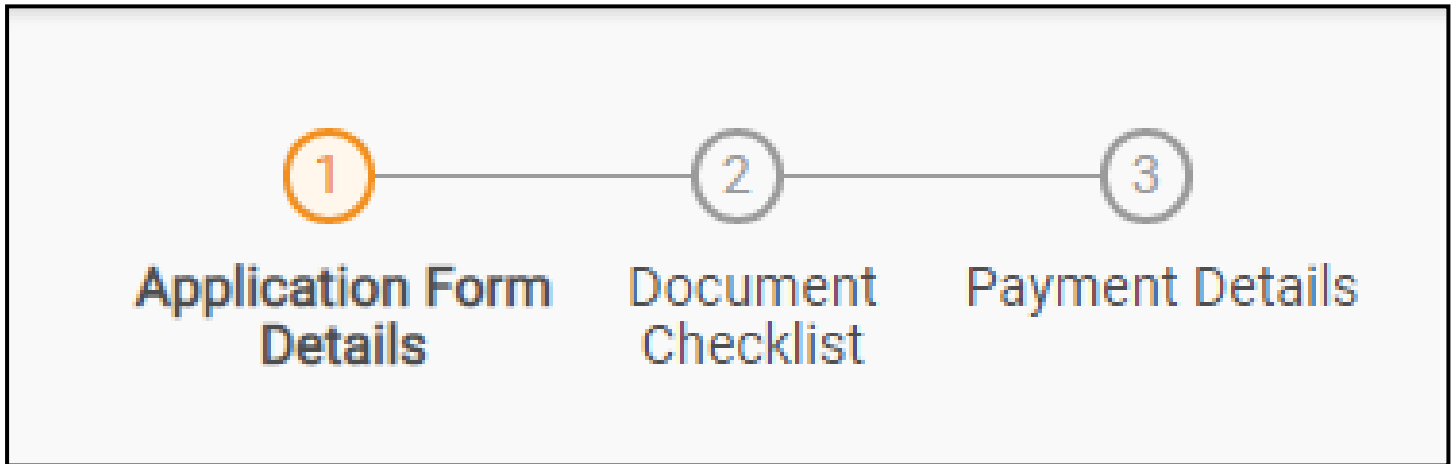 1
2
3
Application Form
Details
Document
Checklist
Payment Details